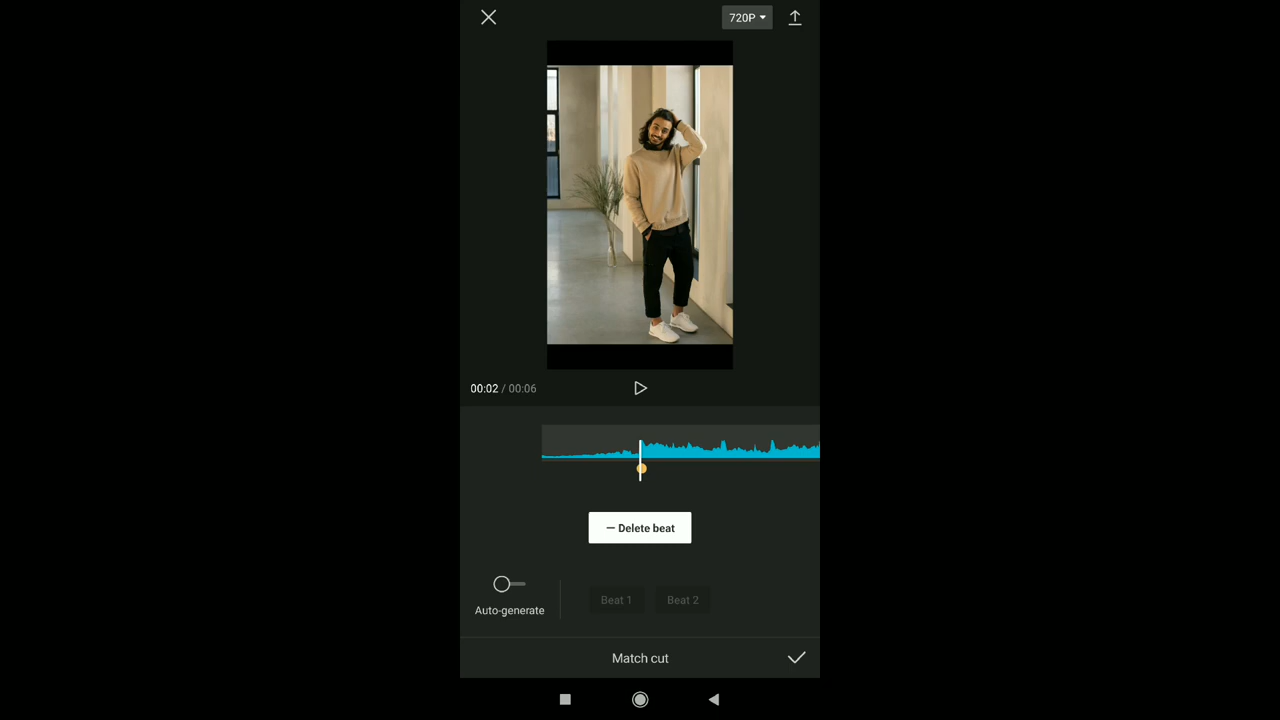 720P
00:02 / 00:06
— Delete beat
Auto-generate
Beat 1
Beat 2
Match cut